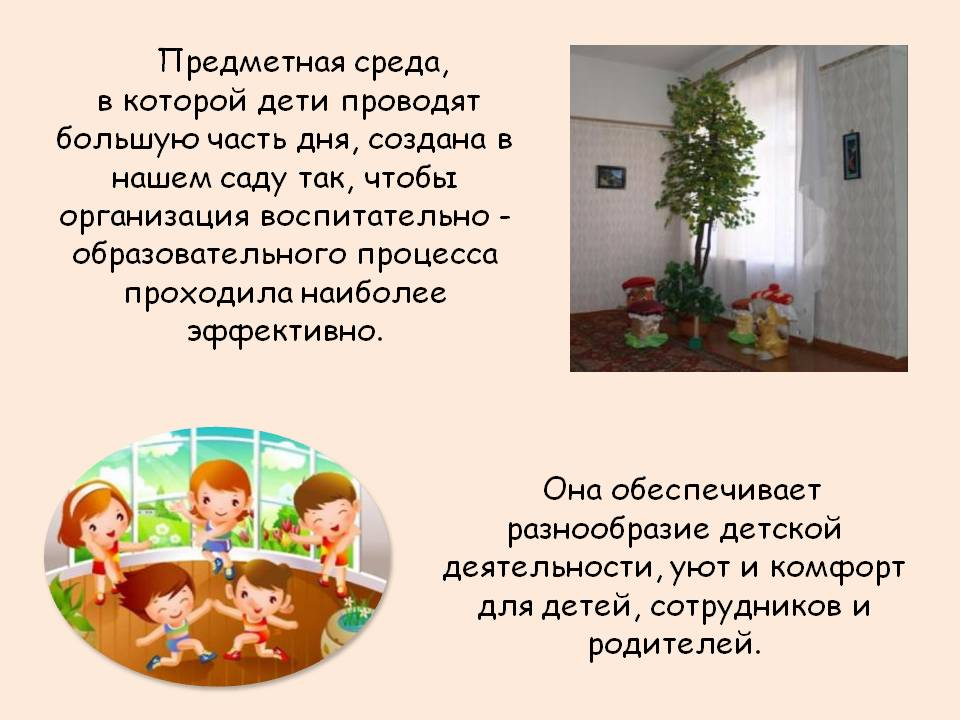 Предметная среда,
в которой дети проводят
большую часть дня, создана в
нашем саду так, чтобы
организация воспитательно -
образовательного процесса
проходила наиболее
эффективно.
Она обеспечивает
разнообразие детской
деятельности, уют и комфорт
для детей, сотрудников и
родителей.